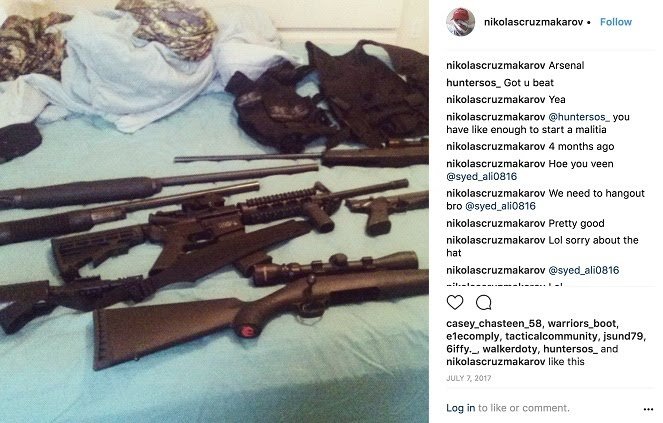 nikolascruzmakarov • Follow
nikolascruzmakarov Arsenal
huntersos_ Got u beat
nikolascruzmakarov Yea
nikolascruzmakarov @huntersos_ you
have like enough to start a malitia
nikolascruzmakarov 4 months ago
nikolascruzmakarov Hoe you veen
@syed_ali0816
nikolascruzmakarov We need to hangout
bro @syed_ali0816
nikolascruzmakarov Pretty good
nikolascruzmakarov Lol sorry about the
hat
nikolascruzmakarov @syed_ali0816
nikolascruzmakarov Lol
casey_chasteen_58, warriors_boot,
e1ecomply, tacticalcommunity, jsund79,
6iffy._, walkerdoty, huntersos_ and
nikolascruzmakarov like this
JULY 7, 2017
Log in to like or comment.